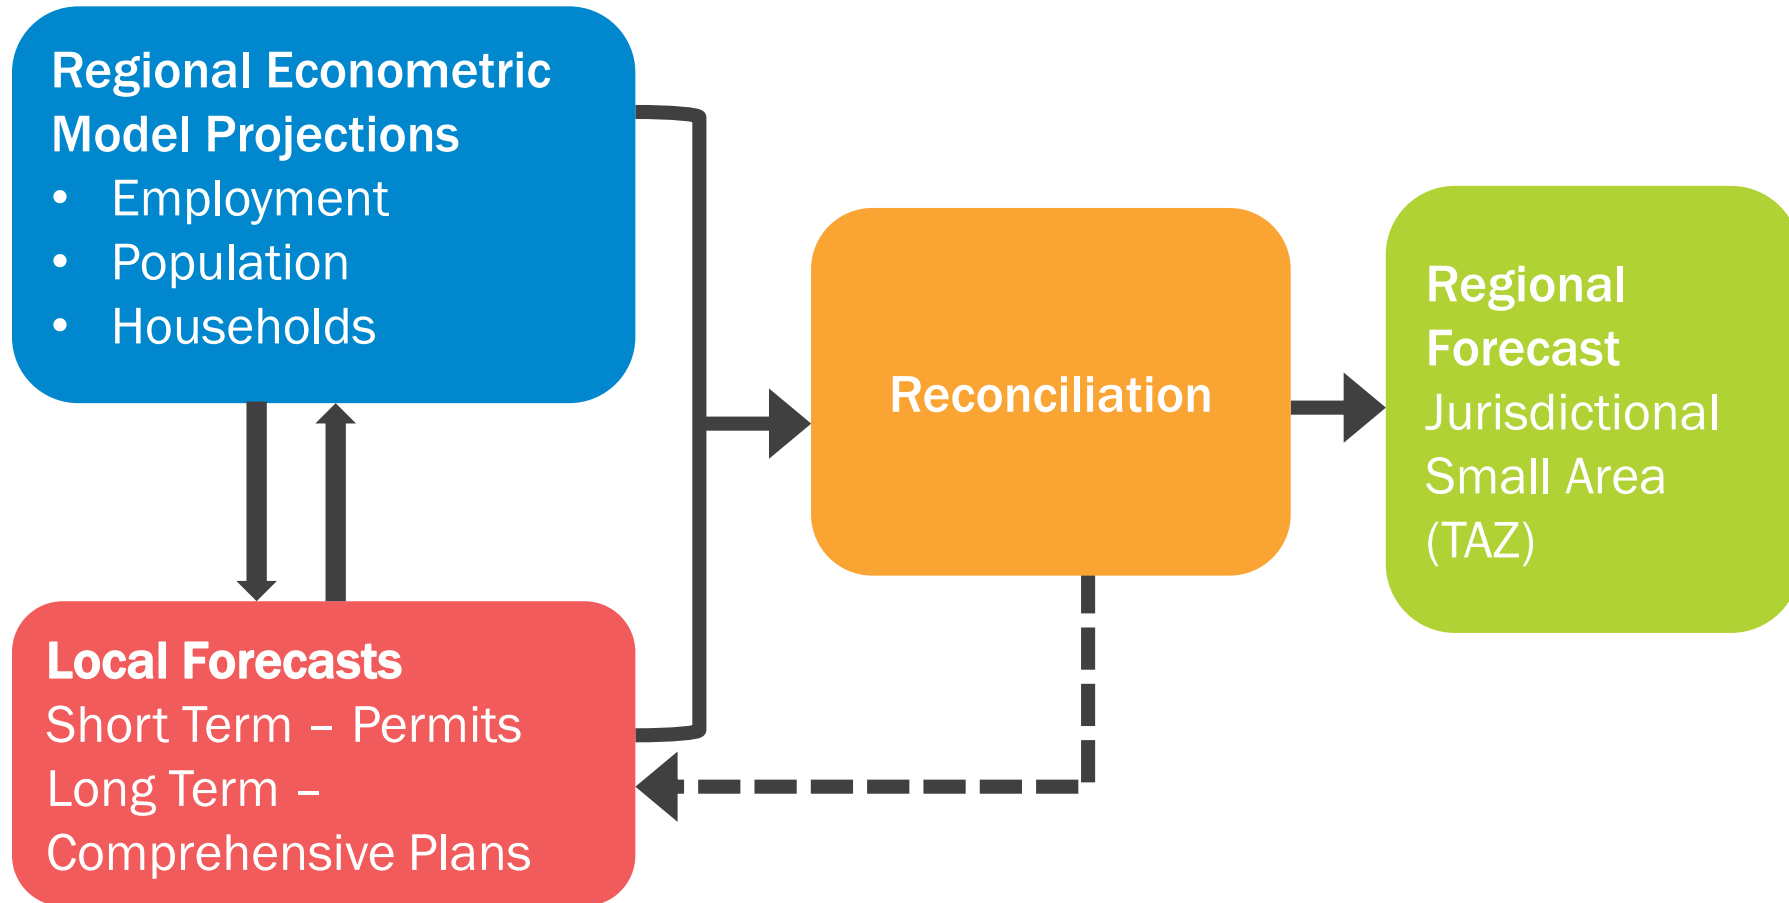 Regional Econometric
Model Projections
• Employment
• Population
• Households
Local Forecasts
Short Term – Permits
Long Term –
Comprehensive Plans
Reconciliation
Regional
Forecast
Jurisdictional
Small Area
(TAZ)